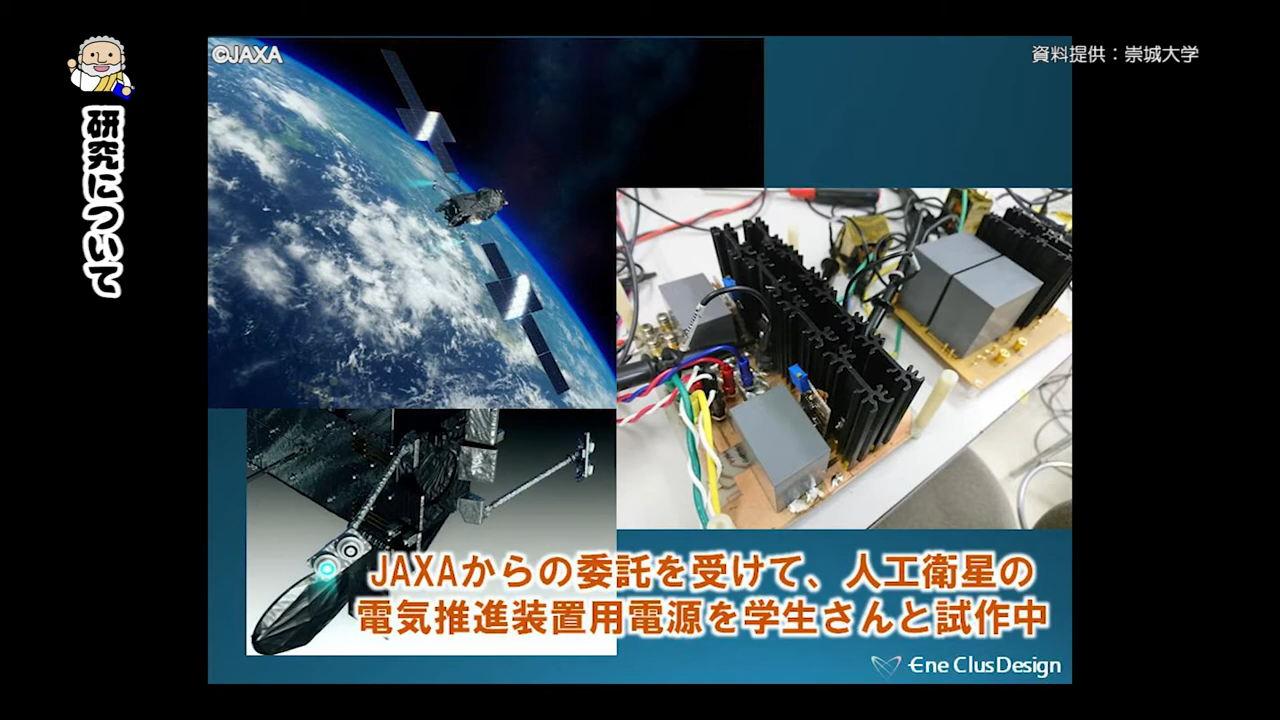 ©JAXA
資料提供：崇城大学
研究について
JAXAからの委託を受けて、人工衛星の
電気推進装置用電源を学生さんと試作中
Ene Clus Design